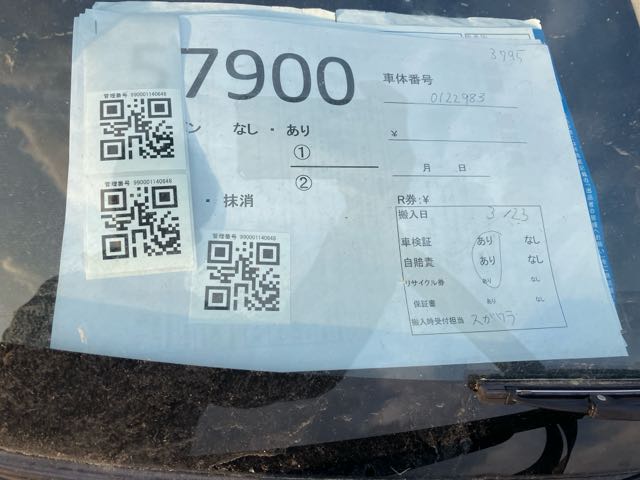 3795
7900
車体番号
0122983
管理番号 990001140648
ン なし・あり
¥
①
月 日
②
管理番号 990001140648
・抹消
R券:¥
搬入日 3/23
車検証 あり なし
自賠責 あり なし
リサイクル券 あり なし
保証書 あり なし
搬入時受付担当 スガワラ
管理番号 990001140648